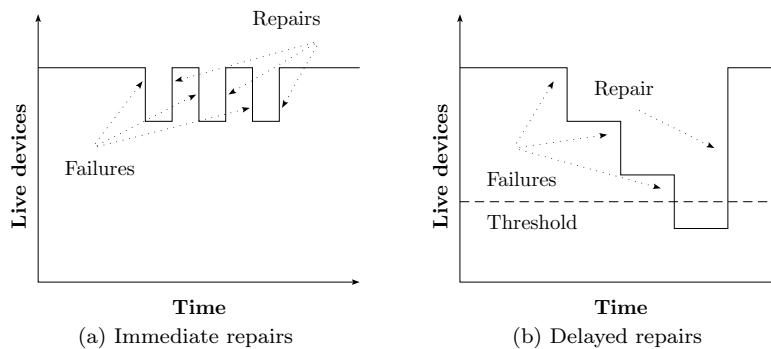 Repairs
Failures
Live devices
Time
(a) Immediate repairs
Repair
Failures
Threshold
Live devices
Time
(b) Delayed repairs